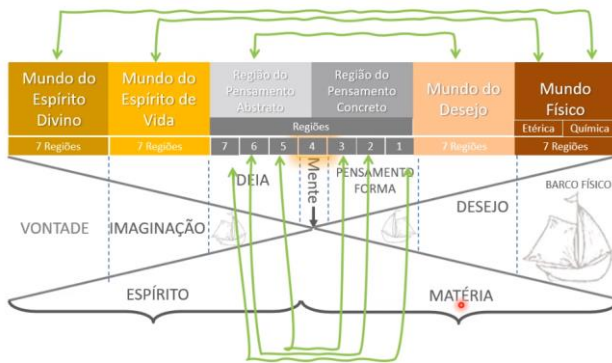 Mundo do
Espírito
Divino
Mundo do
Espírito
de Vida
Região do
Pensamento
Abstrato
Região do
Pensamento
Concreto
Mundo do
Desejo
Mundo
Físico
Regiões
Etérica Química
7 Regiões 7 Regiões 7 6 5 4 3 2 1 7 Regiões 7 Regiões
DEIA
Mente
PENSAMENTO
FORMA
BARCO FÍSICO
DESEJO
VONTADE IMAGINAÇÃO
ESPÍRITO MATÉRIA